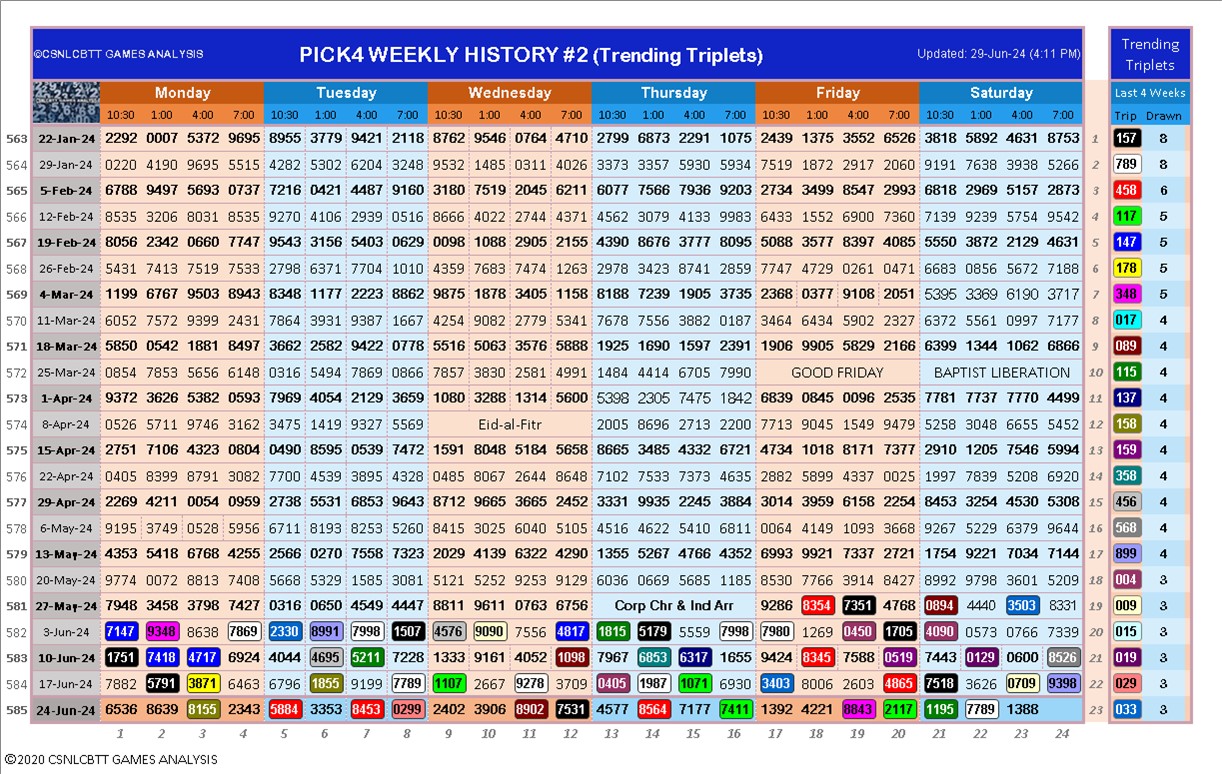 ©CSNLCBTT GAMES ANALYSIS PICK4 WEEKLY HISTORY #2 (Trending Triplets) Updated: 29-Jun-24 (4:11 PM) Trending Triplets
Monday Tuesday Wednesday Thursday Friday Saturday Last 4 Weeks
10:30 1:00 4:00 7:00 10:30 1:00 4:00 7:00 10:30 1:00 4:00 7:00 10:30 1:00 4:00 7:00 10:30 1:00 4:00 7:00 10:30 1:00 4:00 7:00 Trip Drawn
563 22-Jan-24 2292 0007 5372 9695 8955 3779 9421 2118 8762 9546 0764 4710 2799 6873 2291 1075 2439 1375 3552 6526 3818 5892 4631 8753 1 157 8
564 29-Jan-24 0220 4190 9695 5515 4282 5302 6204 3248 9532 1485 0311 4026 3373 3357 5930 5934 7519 1872 2917 2060 9191 7638 3938 5266 2 789 8
565 5-Feb-24 6788 9497 5693 0737 7216 0421 4487 9160 3180 7519 2045 6211 6077 7566 7936 9203 2734 3499 8547 2993 6818 2969 5157 2873 3 458 6
566 12-Feb-24 8535 3206 8031 8535 9270 4106 2939 0516 8666 4022 2744 4371 4562 3079 4133 9983 6433 1552 6900 7360 7139 9239 5754 9542 4 117 5
567 19-Feb-24 8056 2342 0660 7747 9543 3156 5403 0629 0098 1088 2905 2155 4390 8676 3777 8095 5088 3577 8397 4085 5550 3872 2129 4631 5 147 5
568 26-Feb-24 5431 7413 7519 7533 2798 6371 7704 1010 4359 7683 7474 1263 2978 3423 8741 2859 7747 4729 0261 0471 6683 0856 5672 7188 6 178 5
569 4-Mar-24 1199 6767 9503 8943 8348 1177 2223 8862 9875 1878 3405 1158 8188 7239 1905 3735 2368 0377 9108 2051 5395 3369 6190 3717 7 348 5
570 11-Mar-24 6052 7572 9399 2431 7864 3931 9387 1667 4254 9082 2779 5341 7678 7556 3882 0187 3464 6434 5902 2327 6372 5561 0997 7177 8 017 4
571 18-Mar-24 5850 0542 1881 8497 3662 2582 9422 0778 9516 5063 3576 5888 1925 1690 1597 2391 1906 9905 5829 2166 6399 1344 1062 6866 9 089 4
572 25-Mar-24 0854 7853 5656 6148 0316 5494 7869 0866 7857 3830 2581 4991 1484 4414 6705 7990 GOOD FRIDAY BAPTIST LIBERATION 10 115 4
573 1-Apr-24 9372 3626 5382 0593 7969 4054 2129 3659 1080 3288 1314 5600 5398 2305 7475 1842 6839 0845 0096 2535 7781 7737 7770 4499 11 137 4
574 8-Apr-24 0526 5711 9746 3162 3475 1419 9327 5569 Eid-al-Fitr 2005 8696 2713 2200 7713 9045 1549 9479 5258 3048 6655 5452 12 158 4
575 15-Apr-24 2751 7106 4323 0804 0490 8595 0539 7472 1591 8048 5184 5658 8665 3485 4332 6721 4734 1018 8171 7377 2910 1205 7546 5994 13 159 4
576 22-Apr-24 0405 8399 8791 3082 7700 4539 3895 4328 0485 8067 2644 8648 7102 7533 7373 4635 2882 5899 4337 0025 1997 7839 5208 6920 14 358 4
577 29-Apr-24 2269 4211 0054 0959 2738 5531 6853 9643 8712 9665 3665 2452 3331 9935 2245 3884 3014 3959 6158 2254 8453 3254 4530 5308 15 456 4
578 6-May-24 9195 3749 0528 5956 6711 8193 8253 5260 8415 3025 6040 5105 4516 4622 5410 6811 0064 4149 1093 3668 9267 5229 6379 9644 16 568 4
579 13-May-24 4353 5418 6768 4255 2566 0270 7558 7323 2029 4139 6322 4290 1355 5267 4766 4352 6993 9921 7337 2721 1754 9221 7034 7144 17 899 4
580 20-May-24 9774 0072 8813 7408 5668 5329 1585 3081 5121 5252 9253 9129 6036 0669 5685 1185 8530 7766 3914 8427 8992 9798 3601 5209 18 004 3
581 27-May-24 7948 3458 3798 7427 0316 0650 4549 4447 8811 9611 0763 6756 Corp Chr & Ind Arr 9286 8354 7351 4768 0894 4440 3503 8331 19 009 3
582 3-Jun-24 7147 9348 8638 7869 2330 8991 7998 1507 4576 9090 7556 4817 1815 5179 5559 7998 7980 1269 0450 1705 4090 0573 0766 7339 20 015 3
583 10-Jun-24 1751 7418 4717 6924 4044 4695 5211 7228 1333 9161 4052 1098 7967 6853 6317 1655 9424 8345 7588 0519 7443 0129 0600 8526 21 019 3
584 17-Jun-24 7882 5791 3871 6463 6796 1855 9199 7789 1107 2667 9278 3709 0405 1987 1071 6930 3403 8006 2603 4865 7518 3626 0709 9398 22 029 3
585 24-Jun-24 6536 8639 8155 2343 5884 3353 8453 0299 2402 3906 8902 7531 4577 8564 7177 7411 1392 4221 8843 2117 1195 7789 1388 23 033 3
1 2 3 4 5 6 7 8 9 10 11 12 13 14 15 16 17 18 19 20 21 22 23 24
©2020 CSNLCBTT GAMES ANALYSIS